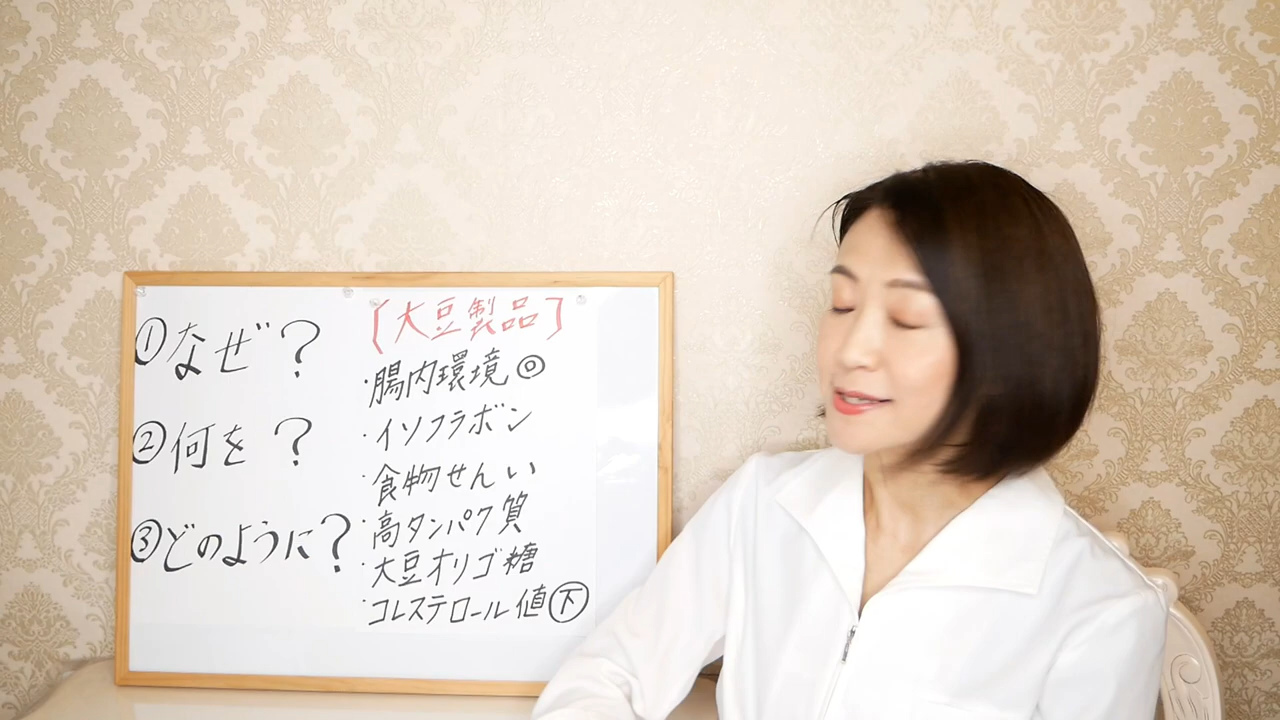 ①なぜ?
②何を?
③どのように?
【大豆製品】
・腸内環境◎
・イソフラボン
・食物せんい
・高タンパク質
・大豆オリゴ糖
・コレステロール値㊦